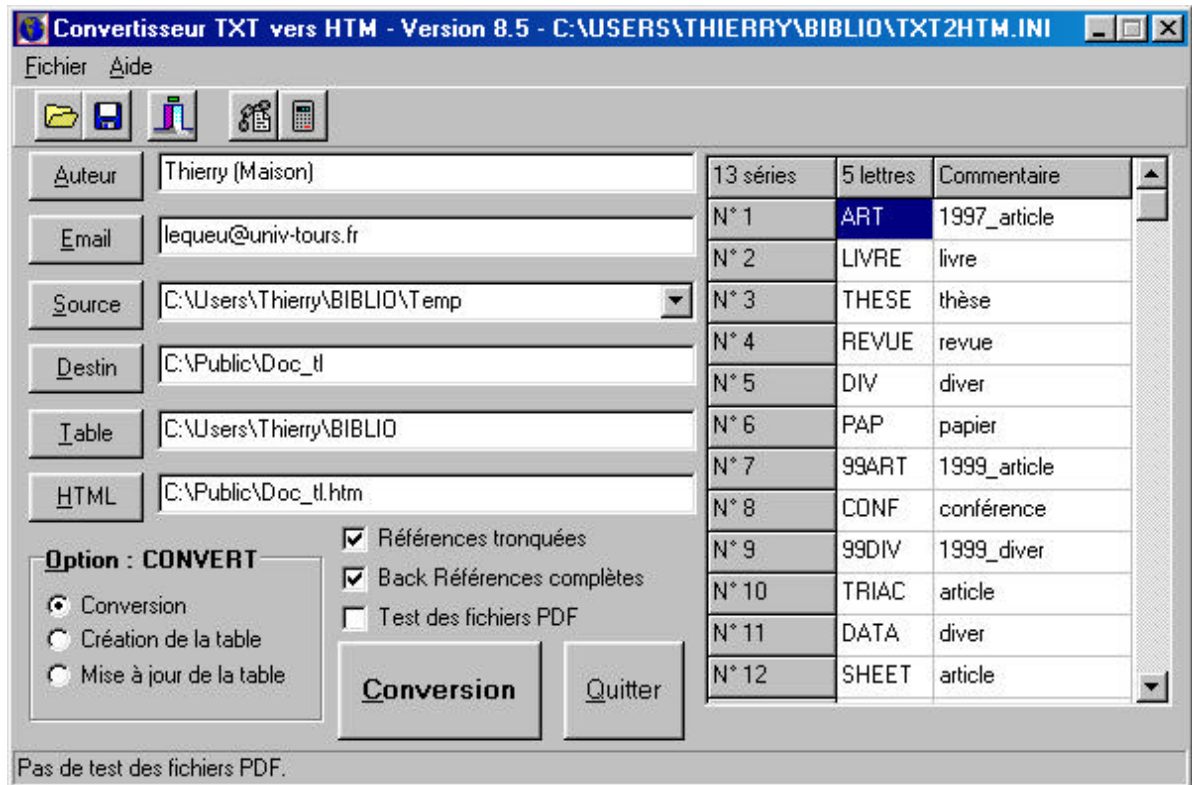 Convertisseur TXT vers HTM - Version 8.5 - C:\USERS\THIERRY\BIBLIO\TXT2HTM.INI
Fichier Aide
Auteur Thierry (Maison)
Email lequeu@univ-tours.fr
Source C:\Users\Thierry\BIBLIO\Temp
Destin C:\Public\Doc_tl
Table C:\Users\Thierry\BIBLIO
HTML C:\Public\Doc_tl.htm
Option : CONVERT
Conversion
Création de la table
Mise à jour de la table
Références tronquées
Back Références complètes
Test des fichiers PDF
Conversion Quitter
13 séries 5 lettres Commentaire
N° 1 ART 1997_article
N° 2 LIVRE livre
N° 3 THESE thèse
N° 4 REVUE revue
N° 5 DIV diver
N° 6 PAP papier
N° 7 99ART 1999_article
N° 8 CONF conférence
N° 9 99DIV 1999_diver
N° 10 TRIAC article
N° 11 DATA diver
N° 12 SHEET article
Pas de test des fichiers PDF.